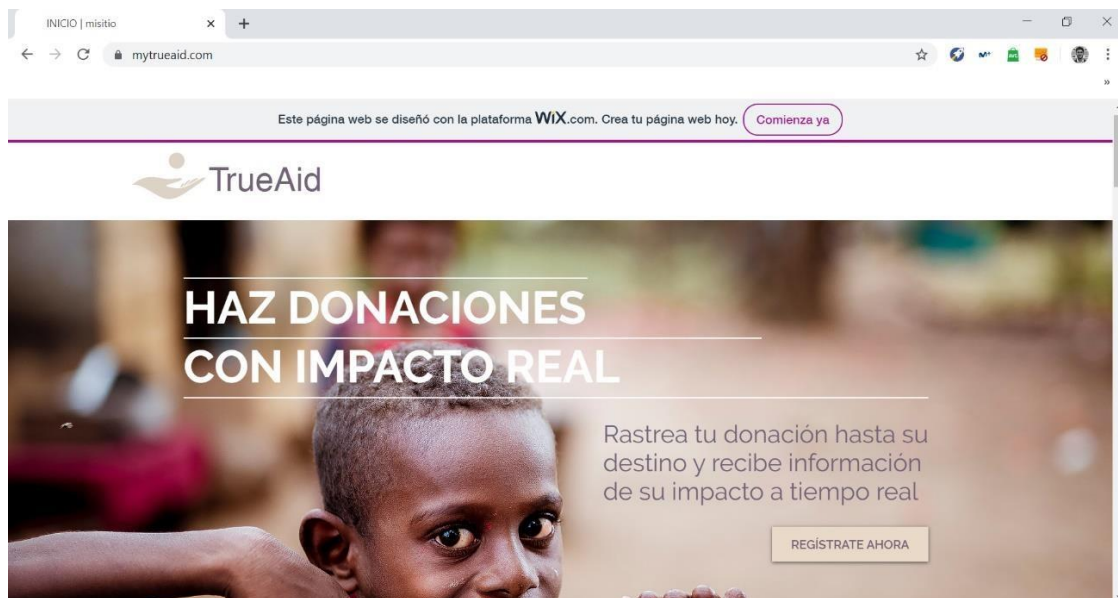 INICIO | misitio
mytrueaid.com
Este página web se diseñó con la plataforma WiX.com. Crea tu página web hoy. Comienza ya
TrueAid
HAZ DONACIONES
CON IMPACTO REAL
Rastrea tu donación hasta su
destino y recibe información
de su impacto a tiempo real
REGÍSTRATE AHORA